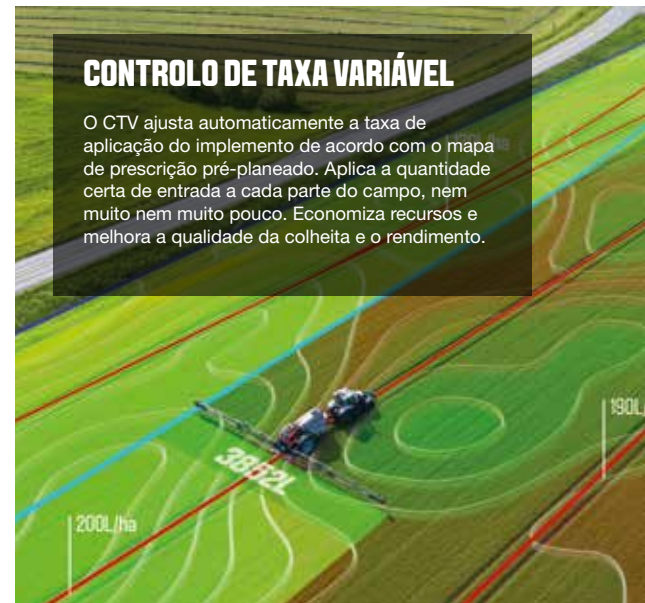 CONTROLO DE TAXA VARIÁVEL
O CTV ajusta automaticamente a taxa de
aplicação do implemento de acordo com o mapa
de prescrição pré-planeado. Aplica a quantidade
certa de entrada a cada parte do campo, nem
muito nem muito pouco. Economiza recursos e
melhora a qualidade da colheita e o rendimento.
190L/
3852L
200L/ha